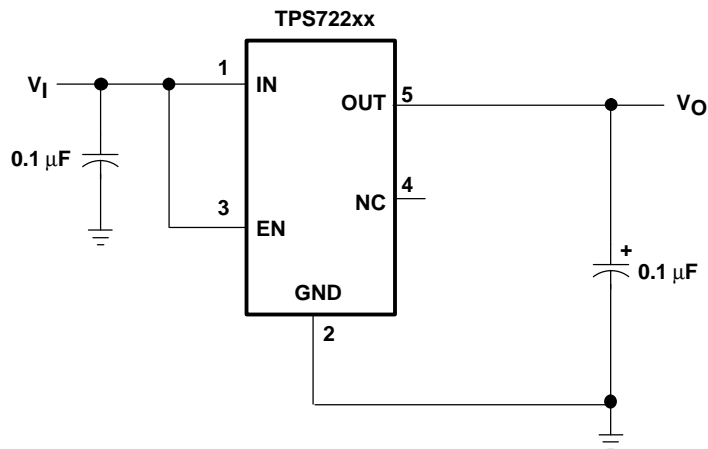 TPS722xx
VI
1
IN
OUT
5
VO
0.1 μF
3
EN
NC
4
GND
2
+
0.1 μF